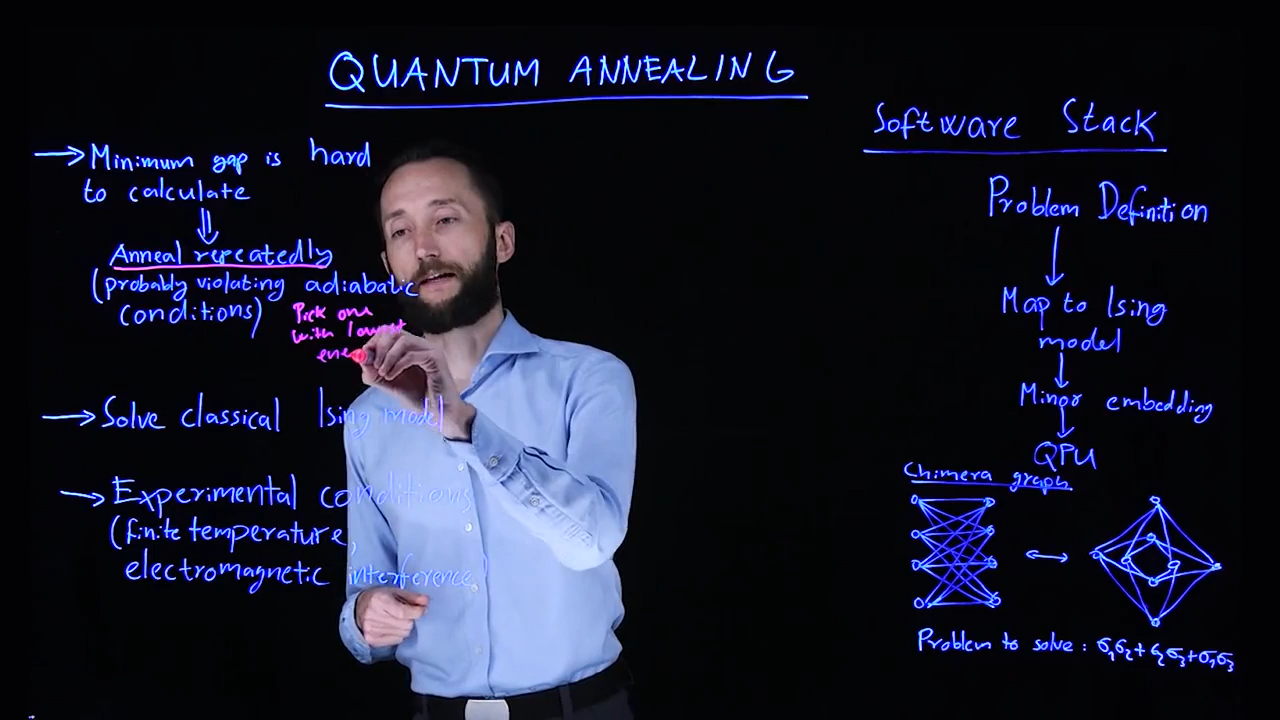 QUANTUM ANNEALING
→ Minimum gap is hard
to calculate
⇓
Anneal repeatedly
(probably violating adiabatic
conditions)
Pick one
with lowest
ene
→ Solve classical Ising model
→ Experimental conditions
(finite temperature,
electromagnetic interference)
Software Stack
Problem Definition
↓
Map to Ising
model
↓
Minor embedding
↓
QPU
Chimera graph
↔
Problem to solve : σ₁σ₂+σ₂σ₃+σ₁σ₃